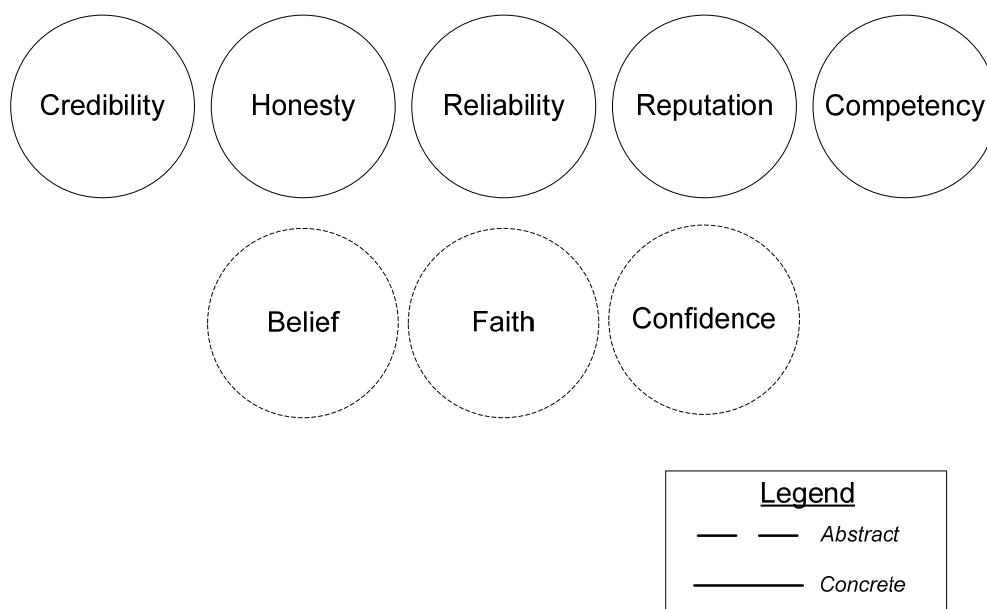 Credibility
Honesty
Reliability
Reputation
Competency
Belief
Faith
Confidence
Legend
Abstract
Concrete